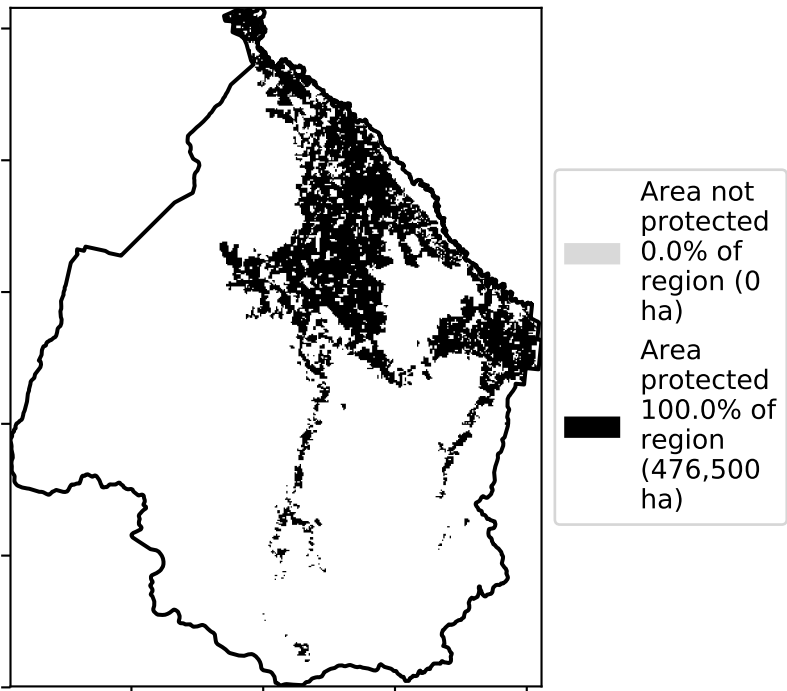 Area not
protected
0.0% of
region (0
ha)
Area
protected
100.0% of
region
(476,500
ha)